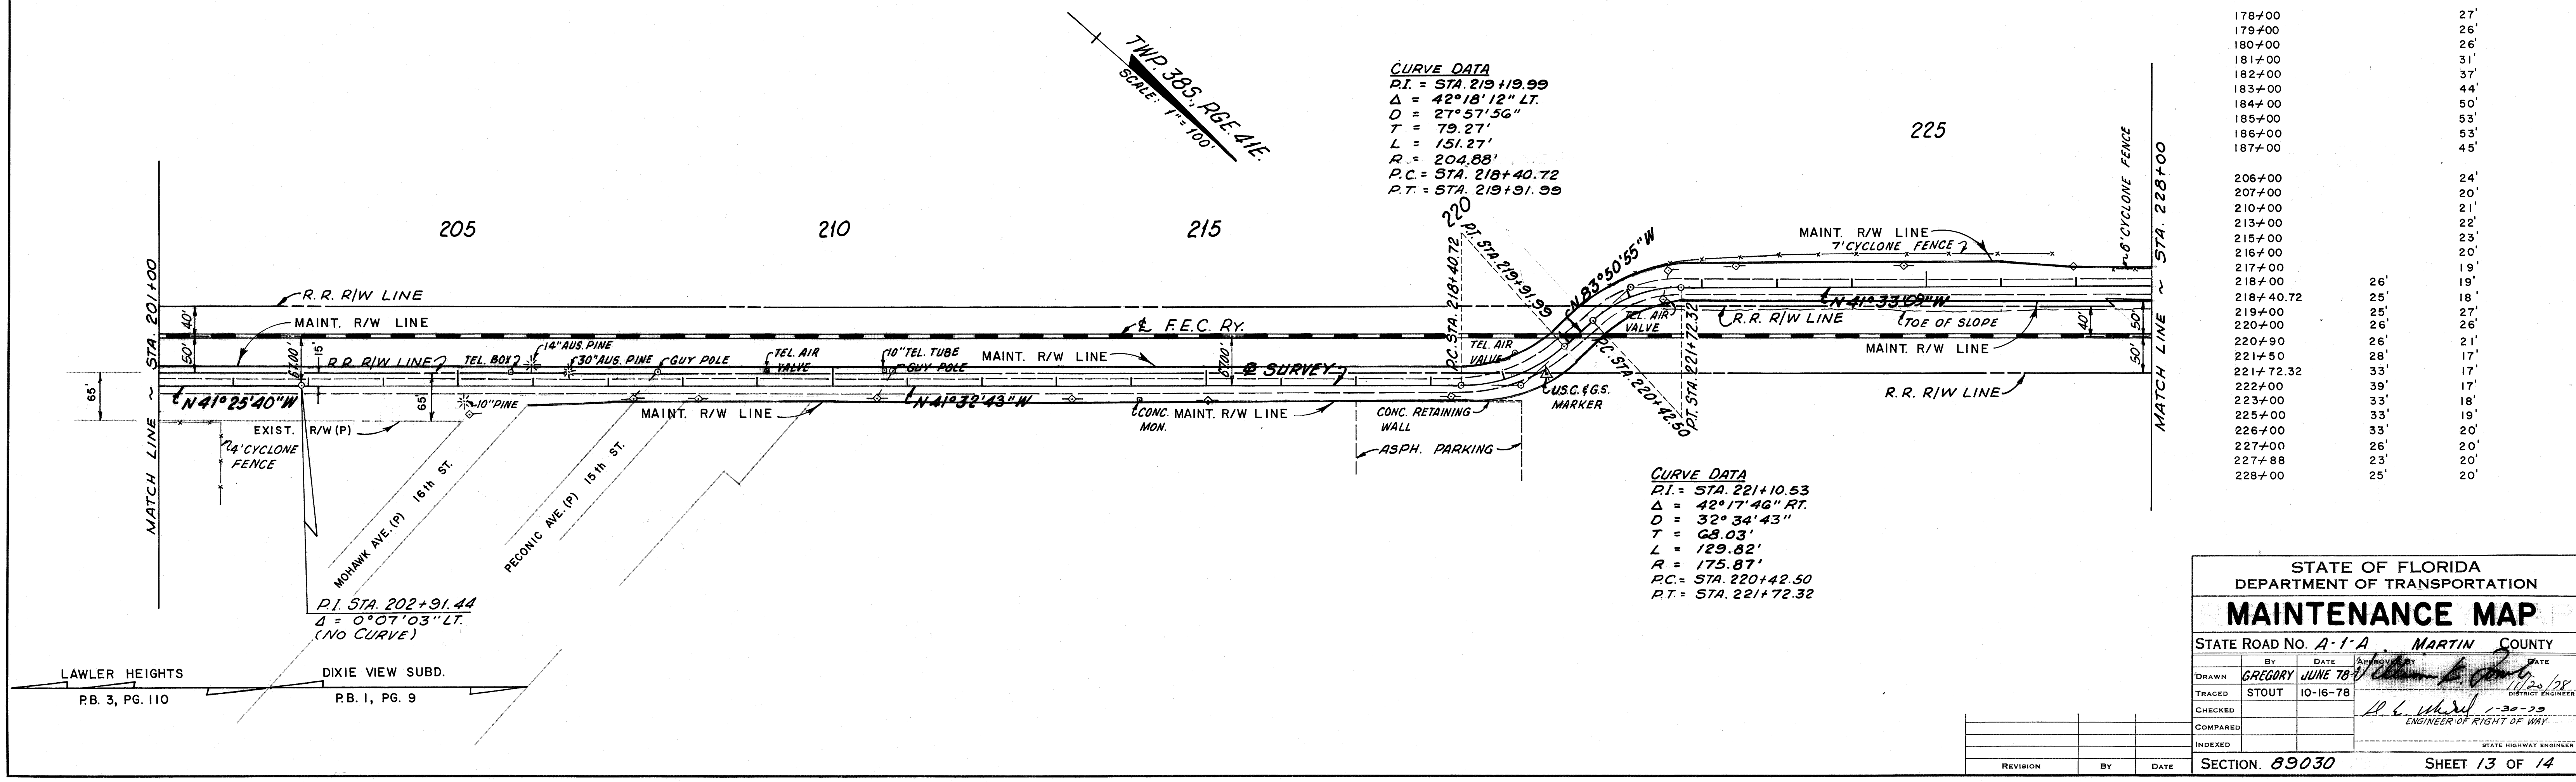 TWP. 38S., RGE. 41E.
SCALE: 1" = 100'
CURVE DATA
P.I. = STA. 219+19.99
Δ = 42°18'12" LT.
D = 27°57'56"
T = 79.27'
L = 151.27'
R = 204.88'
P.C. = STA. 218+40.72
P.T. = STA. 219+91.99
205
210
215
220
225
MATCH LINE ~ STA. 201+00
R.R. R/W LINE
MAINT. R/W LINE
40'
50'
67.00'
15'
65'
65'
R.R. R/W LINE
TEL. BOX
14" AUS. PINE
30" AUS. PINE
GUY POLE
TEL. AIR
VALVE
10" TEL. TUBE
GUY POLE
MAINT. R/W LINE
℄ F.E.C. RY.
67.00'
℄ SURVEY
N 41°25'40" W
10" PINE
EXIST. R/W (P)
4' CYCLONE
FENCE
MAINT. R/W LINE
N 41°32'43" W
CONC.
MON.
MAINT. R/W LINE
CONC. RETAINING
WALL
ASPH. PARKING
P.C. STA. 218+40.72
P.T. STA. 219+91.99
N 83°50'55" W
TEL. AIR
VALVE
TEL. AIR
VALVE
U.S.C. & G.S.
MARKER
P.C. STA. 220+42.50
P.T. STA. 221+72.32
MAINT. R/W LINE
7' CYCLONE FENCE
6' CYCLONE FENCE
R.R. R/W LINE
TOE OF SLOPE
MAINT. R/W LINE
R.R. R/W LINE
40'
50'
50'
MATCH LINE ~ STA. 228+00
MOHAWK AVE. (P) 16th ST.
PECONIC AVE. (P) 15th ST.
P.I. STA. 202+91.44
Δ = 0°07'03" LT.
(NO CURVE)
LAWLER HEIGHTS
P.B. 3, PG. 110
DIXIE VIEW SUBD.
P.B. 1, PG. 9
CURVE DATA
P.I. = STA. 221+10.53
Δ = 42°17'46" RT.
D = 32°34'43"
T = 68.03'
L = 129.82'
R = 175.87'
P.C. = STA. 220+42.50
P.T. = STA. 221+72.32
178+00 27'
179+00 26'
180+00 26'
181+00 31'
182+00 37'
183+00 44'
184+00 50'
185+00 53'
186+00 53'
187+00 45'
206+00 24'
207+00 20'
210+00 21'
213+00 22'
215+00 23'
216+00 20'
217+00 19'
218+00 26' 19'
218+40.72 25' 18'
219+00 25' 27'
220+00 26' 26'
220+90 26' 21'
221+50 28' 17'
221+72.32 33' 17'
222+00 39' 17'
223+00 33' 18'
225+00 33' 19'
226+00 33' 20'
227+00 26' 20'
227+88 23' 20'
228+00 25' 20'
STATE OF FLORIDA
DEPARTMENT OF TRANSPORTATION
MAINTENANCE MAP
STATE ROAD NO. A-1-A MARTIN COUNTY
BY DATE APPROVED BY DATE
DRAWN GREGORY JUNE 78
11/20/78
DISTRICT ENGINEER
TRACED STOUT 10-16-78
CHECKED
1-30-79
ENGINEER OF RIGHT OF WAY
COMPARED
INDEXED
STATE HIGHWAY ENGINEER
REVISION BY DATE
SECTION. 89030 SHEET 13 OF 14